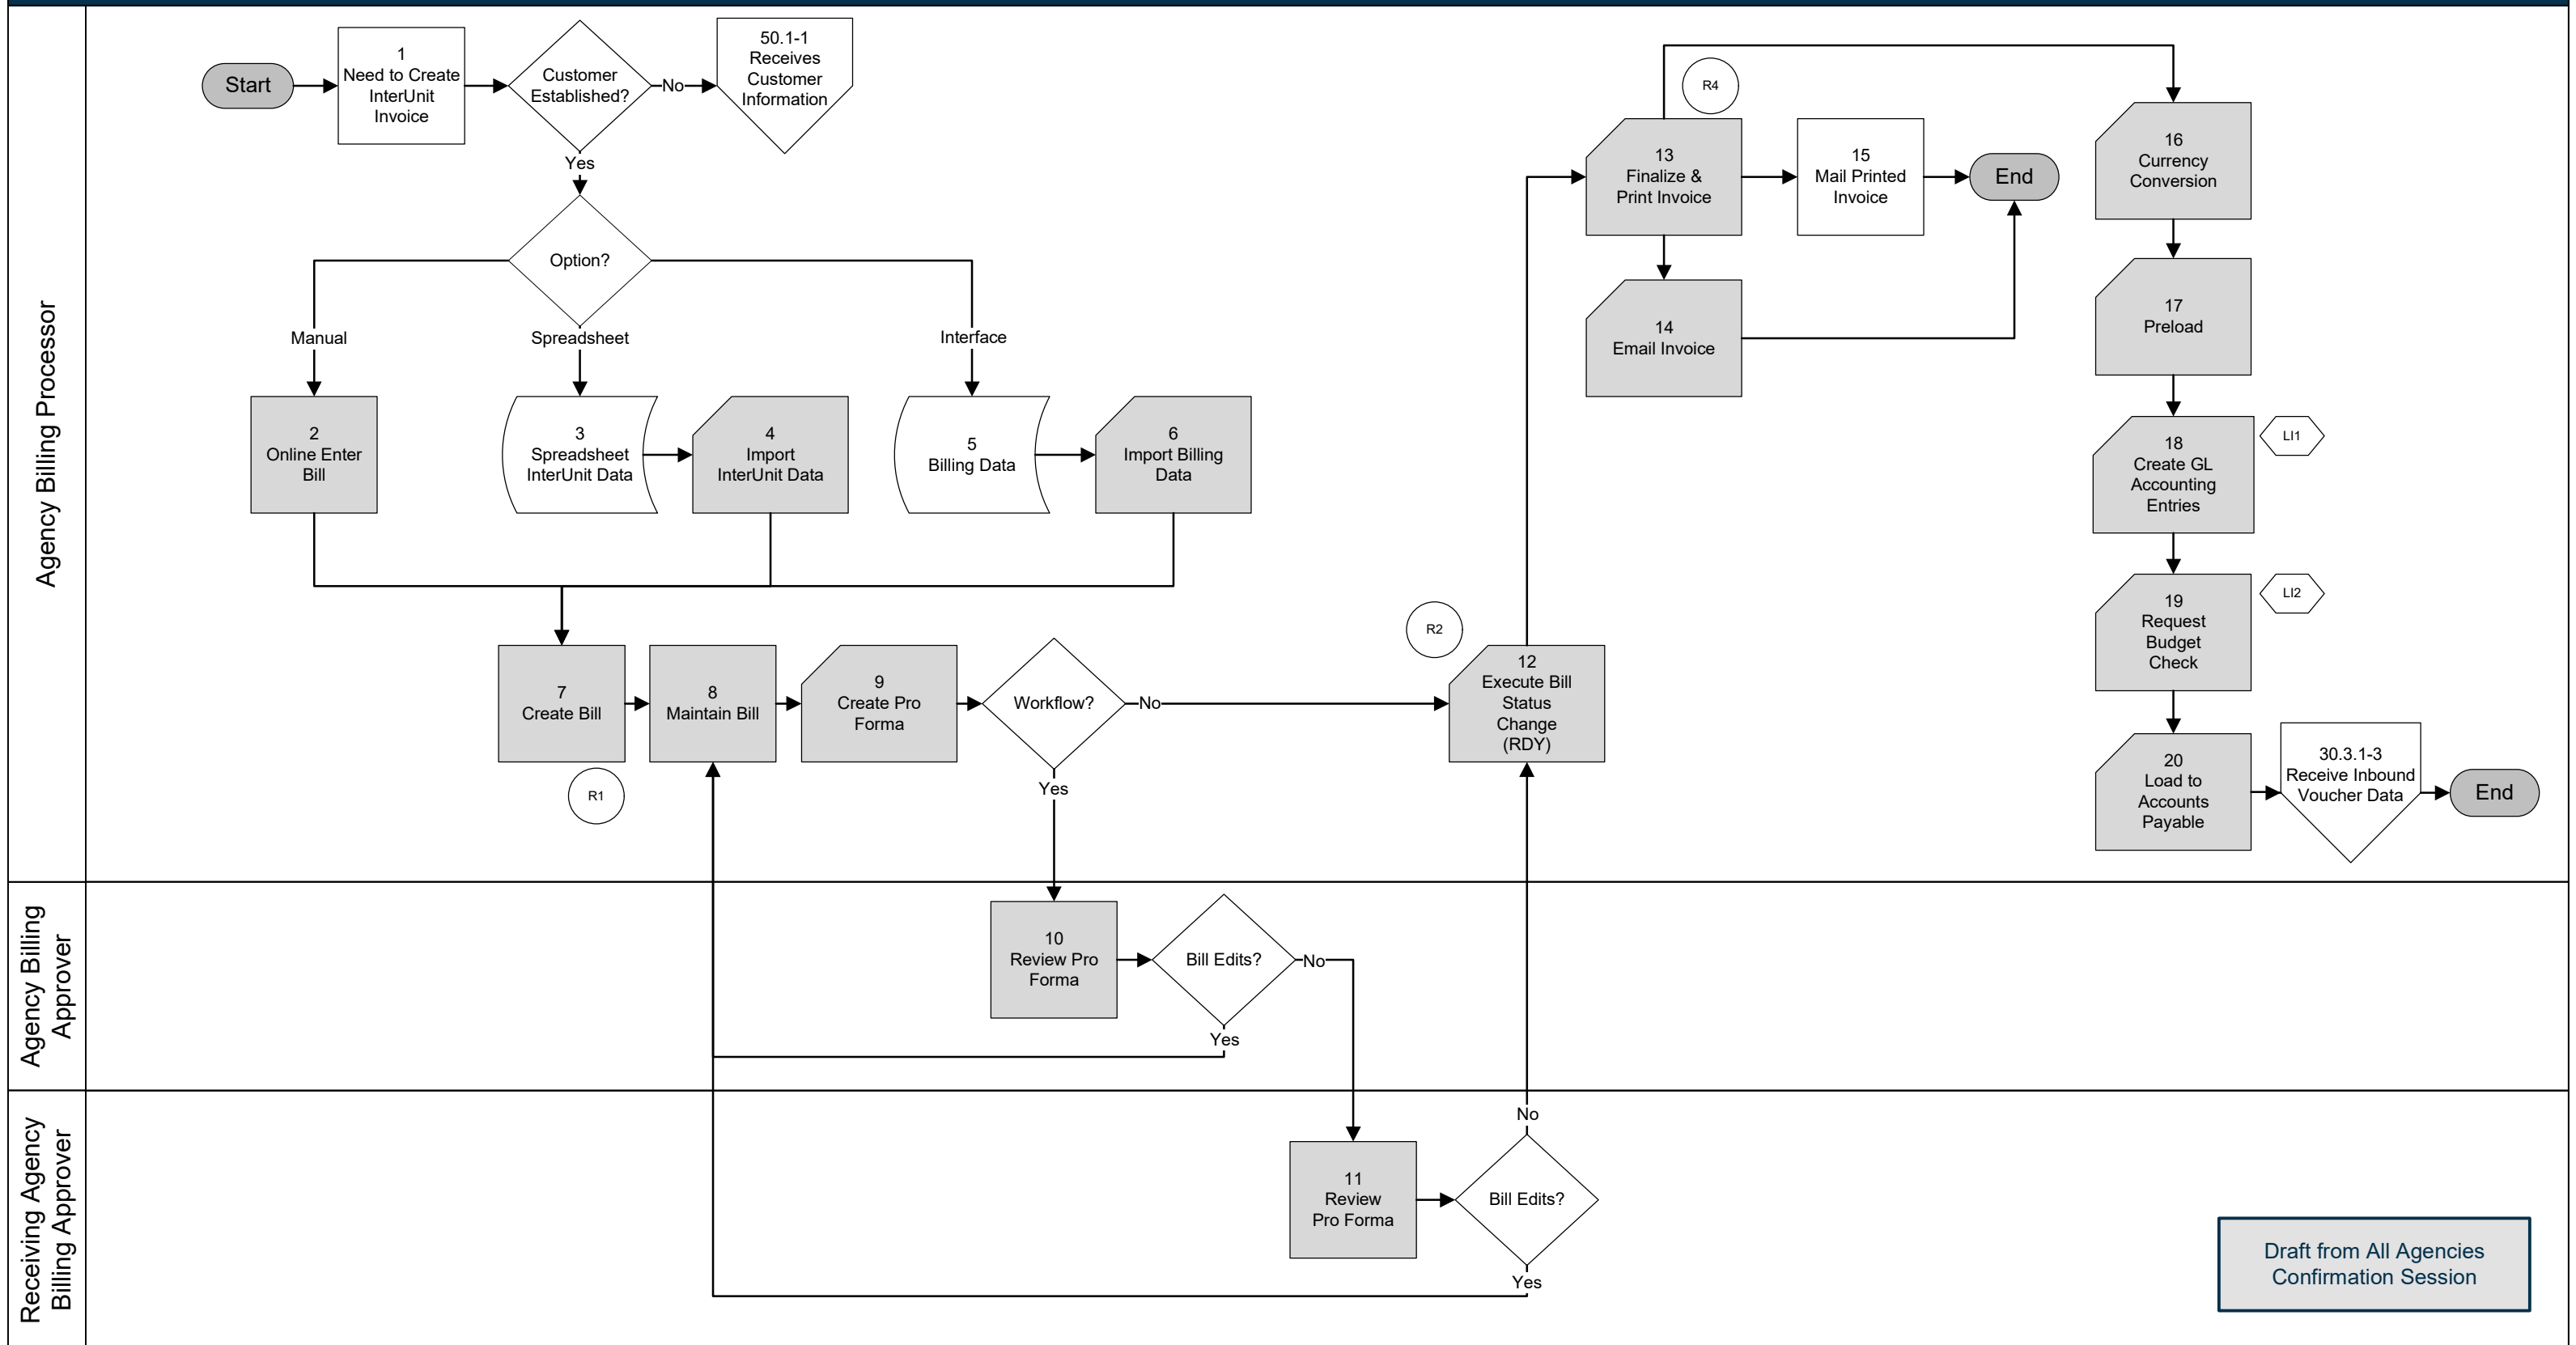 Agency Billing Processor
Start
1
Need to Create
InterUnit
Invoice
Customer
Established?
No
50.1-1
Receives
Customer
Information
Yes
Option?
Manual
Spreadsheet
Interface
2
Online Enter
Bill
3
Spreadsheet
InterUnit Data
4
Import
InterUnit Data
5
Billing Data
6
Import Billing
Data
7
Create Bill
R1
8
Maintain Bill
9
Create Pro
Forma
Workflow?
No
Yes
R2
12
Execute Bill
Status
Change
(RDY)
R4
13
Finalize &
Print Invoice
15
Mail Printed
Invoice
End
14
Email Invoice
16
Currency
Conversion
17
Preload
18
Create GL
Accounting
Entries
LI1
19
Request
Budget
Check
LI2
20
Load to
Accounts
Payable
30.3.1-3
Receive Inbound
Voucher Data
End
Agency Billing
Approver
10
Review Pro
Forma
Bill Edits?
No
Yes
Receiving Agency
Billing Approver
11
Review
Pro Forma
Bill Edits?
No
Yes
Draft from All Agencies
Confirmation Session